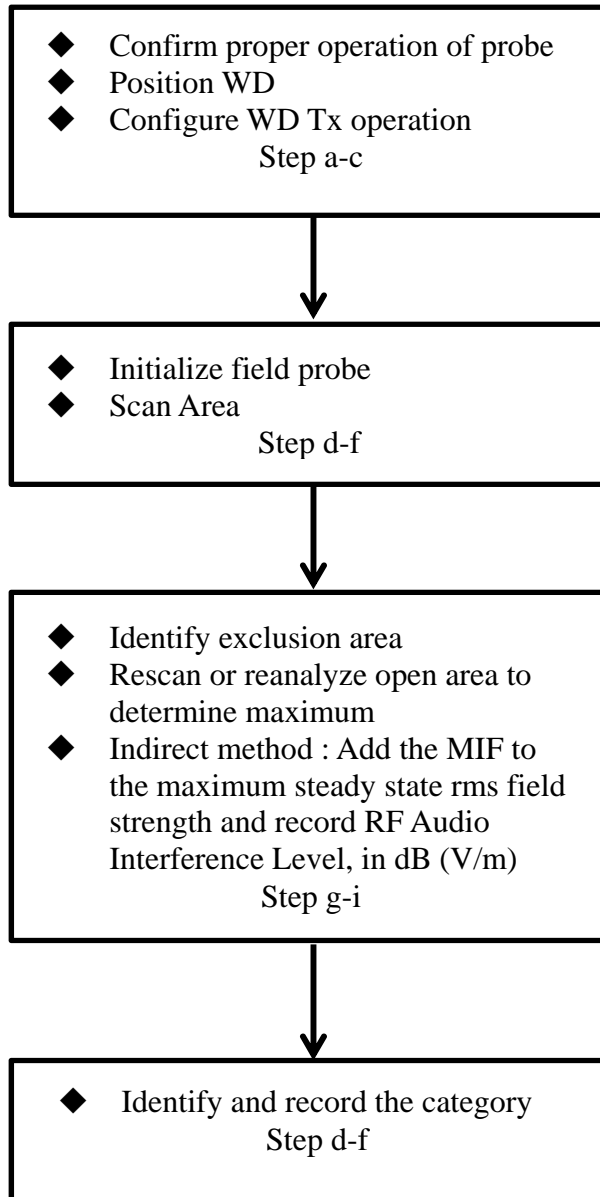 ◆ Confirm proper operation of probe
◆ Position WD
◆ Configure WD Tx operation
Step a-c
◆ Initialize field probe
◆ Scan Area
Step d-f
◆ Identify exclusion area
◆ Rescan or reanalyze open area to
determine maximum
◆ Indirect method : Add the MIF to
the maximum steady state rms field
strength and record RF Audio
Interference Level, in dB (V/m)
Step g-i
◆ Identify and record the category
Step d-f